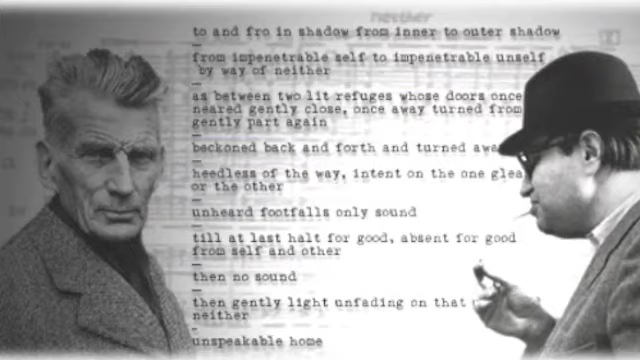 neither
to and fro in shadow from inner to outer shadow
from impenetrable self to impenetrable unself
by way of neither
as between two lit refuges whose doors once
neared gently close, once away turned from
gently part again
beckoned back and forth and turned away
heedless of the way, intent on the one
or the other
unheard footfalls only sound
till at last halt for good, absent for good
from self and other
then no sound
then gently light unfading on that
neither
unspeakable home